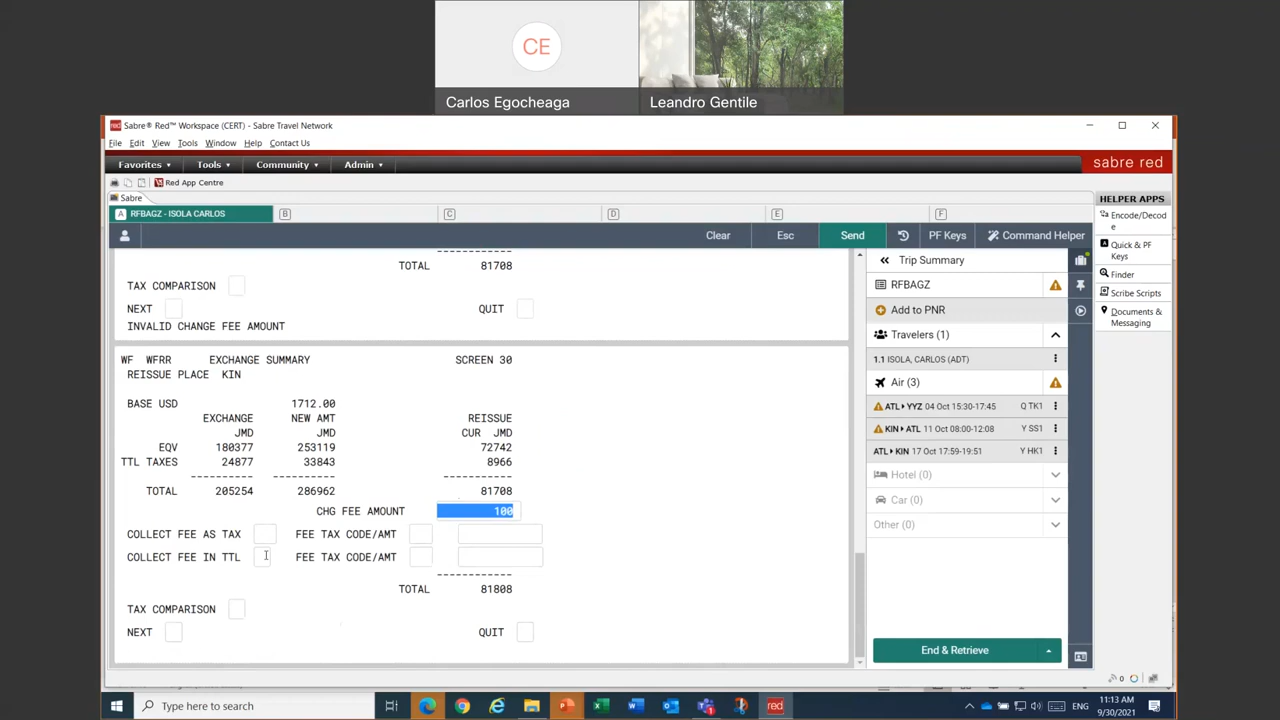 CE
Carlos Egocheaga
Leandro Gentile
red Sabre® Red™ Workspace (CERT) - Sabre Travel Network
File Edit View Tools Window Help Contact Us
Favorites Tools Community Admin
sabre red
Red App Centre
Sabre
A RFBAGZ - ISOLA CARLOS B C D E F
Clear Esc Send PF Keys Command Helper
TOTAL 81708
TAX COMPARISON
NEXT QUIT
INVALID CHANGE FEE AMOUNT
WF WFRR EXCHANGE SUMMARY SCREEN 30
REISSUE PLACE KIN
BASE USD 1712.00
EXCHANGE NEW AMT REISSUE
JMD JMD CUR JMD
EQV 180377 253119 72742
TTL TAXES 24877 33843 8966
---------- ---------- ----------
TOTAL 205254 286962 81708
CHG FEE AMOUNT 100
COLLECT FEE AS TAX FEE TAX CODE/AMT
COLLECT FEE IN TTL FEE TAX CODE/AMT
-----------
TOTAL 81808
TAX COMPARISON
NEXT QUIT
Trip Summary
RFBAGZ
Add to PNR
Travelers (1)
1.1 ISOLA, CARLOS (ADT)
Air (3)
ATL YYZ 04 Oct 15:30-17:45 Q TK1
KIN ATL 11 Oct 08:00-12:08 Y SS1
ATL KIN 17 Oct 17:59-19:51 Y HK1
Hotel (0)
Car (0)
Other (0)
End & Retrieve
HELPER APPS
Encode/Decod
e
Quick & PF
Keys
Finder
Scribe Scripts
Documents &
Messaging
0
Type here to search
red
ENG
11:13 AM
9/30/2021